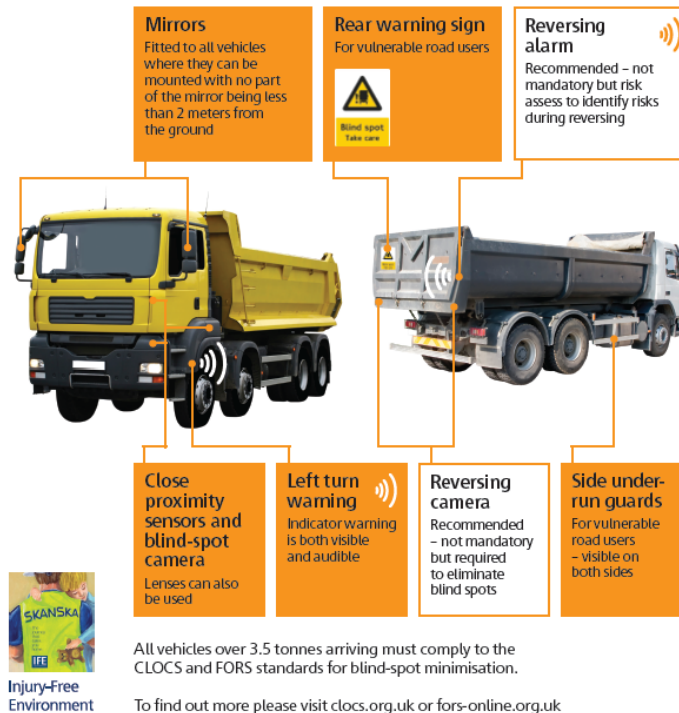 Mirrors
Fitted to all vehicles
where they can be
mounted with no part
of the mirror being less
than 2 meters from
the ground
Rear warning sign
For vulnerable road users
Blind spot
Take care
Reversing
alarm
Recommended – not
mandatory but risk
assess to identify risks
during reversing
Close
proximity
sensors and
blind-spot
camera
Lenses can also
be used
Left turn
warning
Indicator warning
is both visible
and audible
Reversing
camera
Recommended
– not mandatory
but required
to eliminate
blind spots
Side under-
run guards
For vulnerable
road users
– visible on
both sides
SKANSKA
IFE
Injury-Free
Environment
All vehicles over 3.5 tonnes arriving must comply to the
CLOCS and FORS standards for blind-spot minimisation.
To find out more please visit clocs.org.uk or fors-online.org.uk